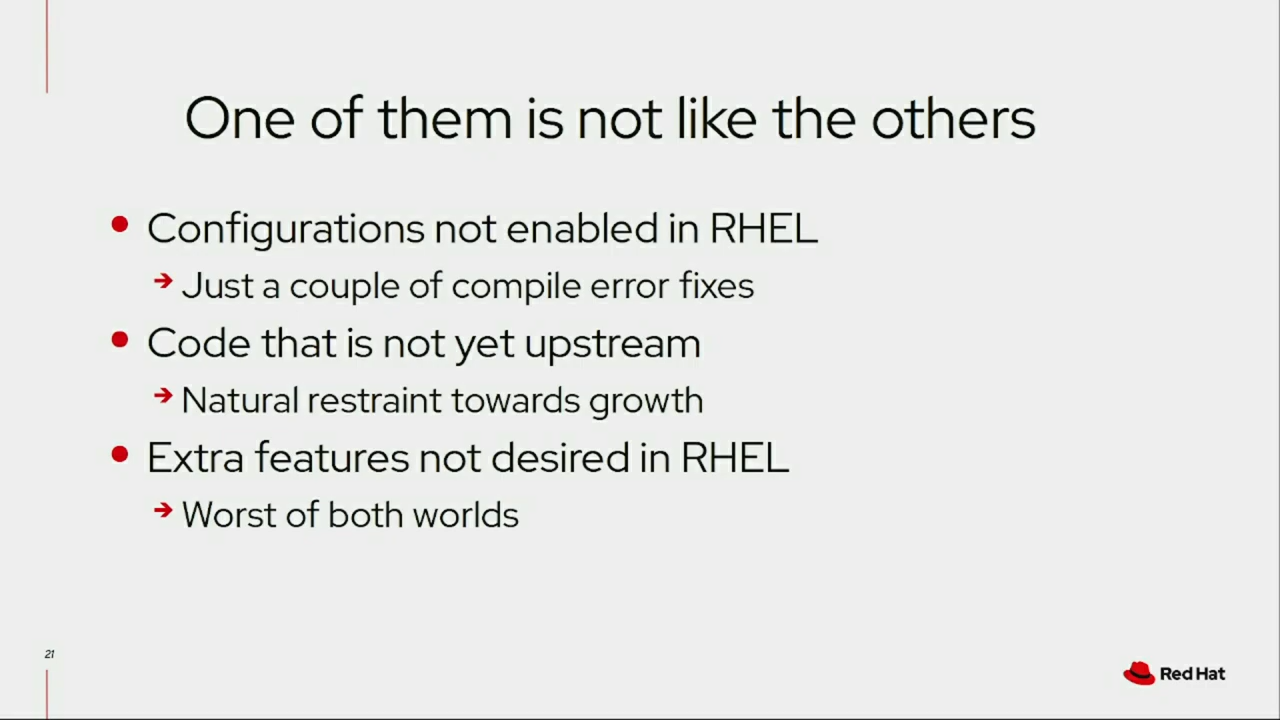 One of them is not like the others
Configurations not enabled in RHEL
Just a couple of compile error fixes
Code that is not yet upstream
Natural restraint towards growth
Extra features not desired in RHEL
Worst of both worlds
21
Red Hat